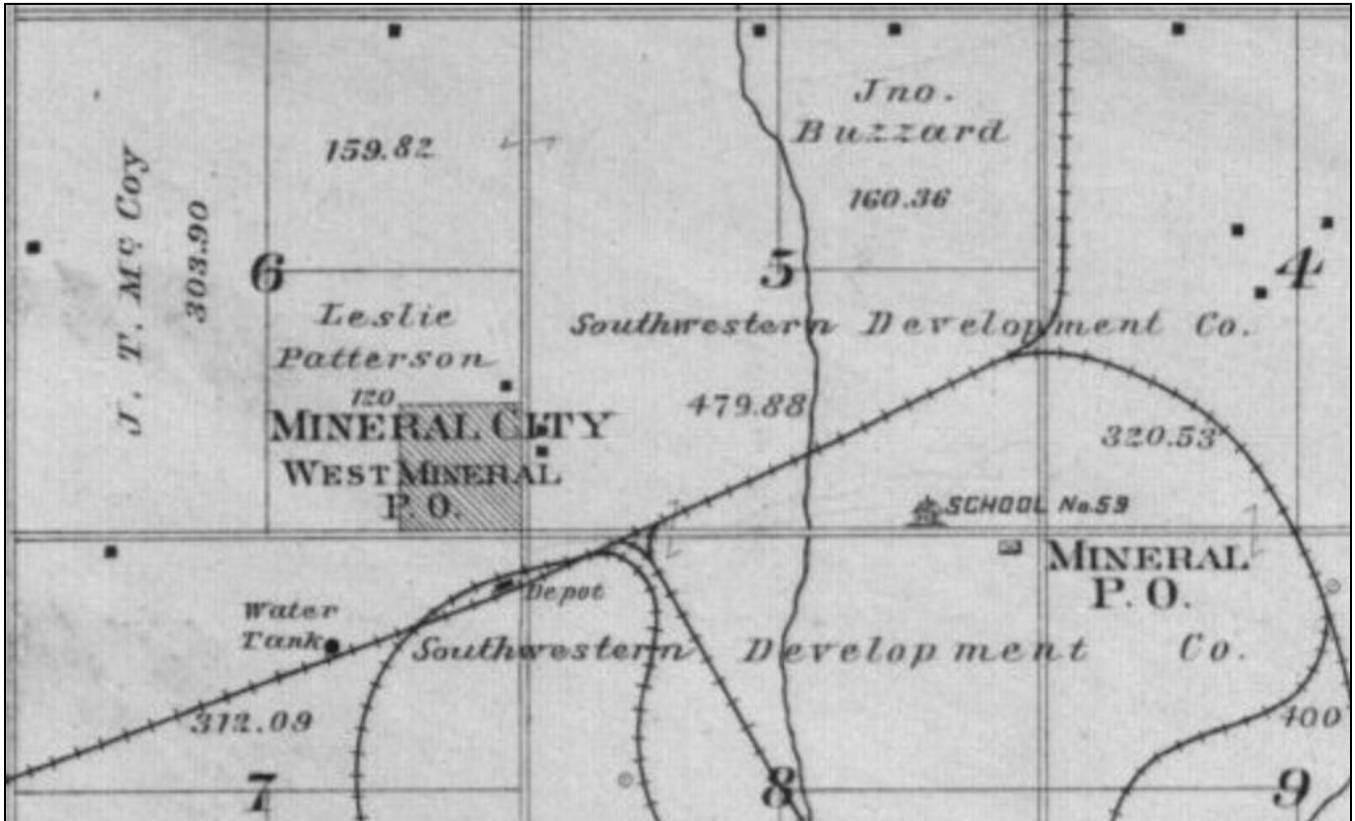 Jno.
Buzzard
160.36
159.82
J. T. Mc Coy
303.90
6
5
4
Leslie
Patterson
120
Southwestern Development Co.
479.88
320.53
MINERAL CITY
WEST MINERAL
P.O.
SCHOOL No. 59
MINERAL
P.O.
Depot
Water
Tank
Southwestern Development Co.
312.09
400
7
8
9